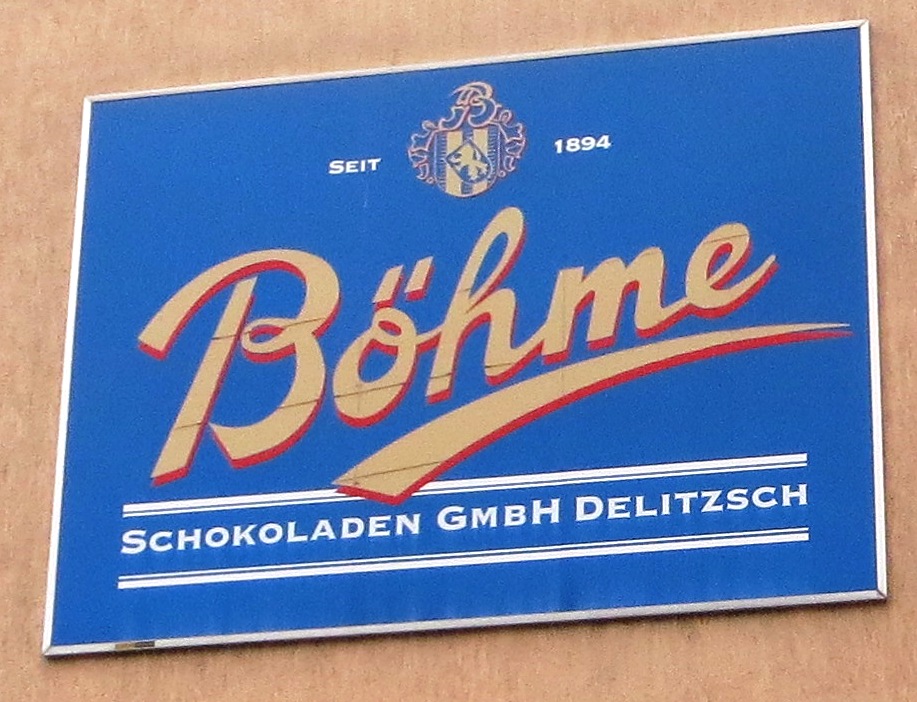 Seit 1894
Böhme
Schokoladen GmbH Delitzsch